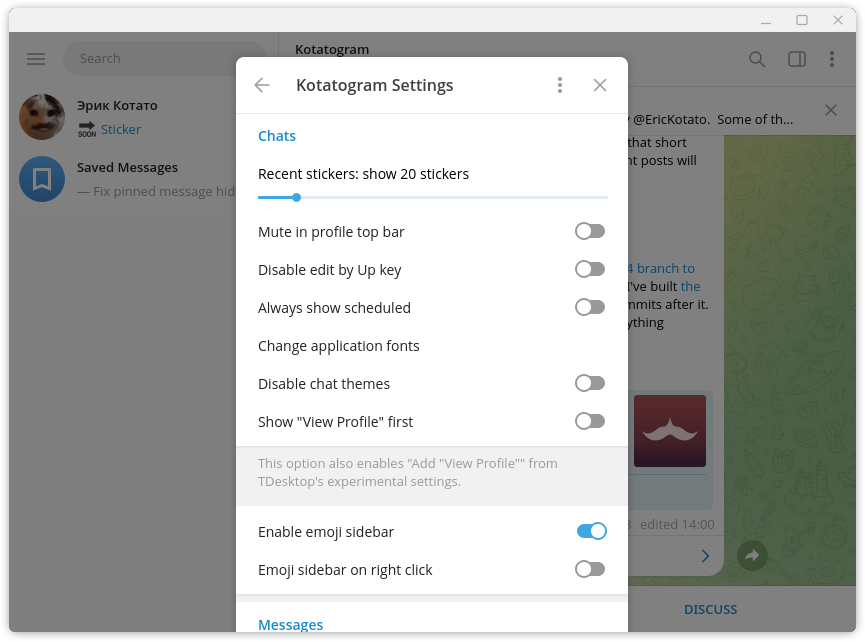 Search
Kotatogram
Эрик Котато
SOON Sticker
Saved Messages
— Fix pinned message hid
@EricKotato. Some of th...
that short
nt posts will
4 branch to
I've built the
mmits after it.
ything
edited 14:00
DISCUSS
Kotatogram Settings
Chats
Recent stickers: show 20 stickers
Mute in profile top bar
Disable edit by Up key
Always show scheduled
Change application fonts
Disable chat themes
Show "View Profile" first
This option also enables "Add "View Profile"" from
TDesktop's experimental settings.
Enable emoji sidebar
Emoji sidebar on right click
Messages